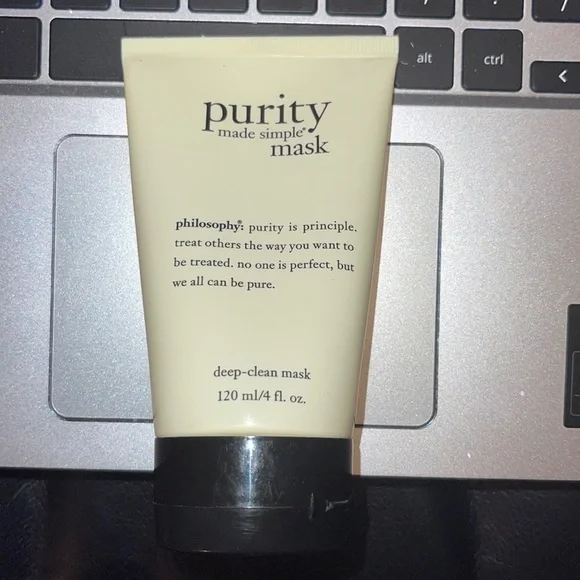 alt
ctrl
<
purity
made simple®
mask
philosophy®: purity is principle.
treat others the way you want to
be treated. no one is perfect, but
we all can be pure.
deep-clean mask
120 ml/4 fl. oz.